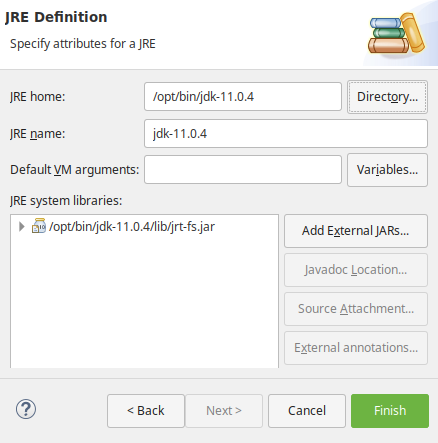 JRE Definition
Specify attributes for a JRE
JRE home: /opt/bin/jdk-11.0.4 Directory...
JRE name: jdk-11.0.4
Default VM arguments: Variables...
JRE system libraries:
/opt/bin/jdk-11.0.4/lib/jrt-fs.jar
Add External JARs...
Javadoc Location...
Source Attachment...
External annotations...
? < Back Next > Cancel Finish